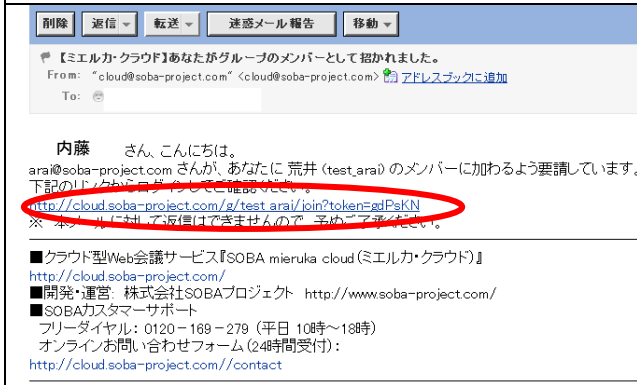 削除 返信 転送 迷惑メール報告 移動
【ミエルカ・クラウド】あなたがグループのメンバーとして招かれました。
From: "cloud@soba-project.com" <cloud@soba-project.com> アドレスブックに追加
To:
内藤 さん、こんにちは。
arai@soba-project.com さんが、あなたに 荒井 (test_arai) のメンバーに加わるよう要請しています。
下記のリンクからログインしてご確認ください。
http://cloud.soba-project.com/g/test_arai/join?token=gdPsKN
※ 本メールに対して返信はできませんので、予めご了承ください。
■クラウド型Web会議サービス『SOBA mieruka cloud(ミエルカ・クラウド)』
http://cloud.soba-project.com/
■開発・運営: 株式会社SOBAプロジェクト http://www.soba-project.com/
■SOBAカスタマーサポート
フリーダイヤル: 0120-169-279 (平日 10時~18時)
オンラインお問い合わせフォーム(24時間受付):
http://cloud.soba-project.com//contact